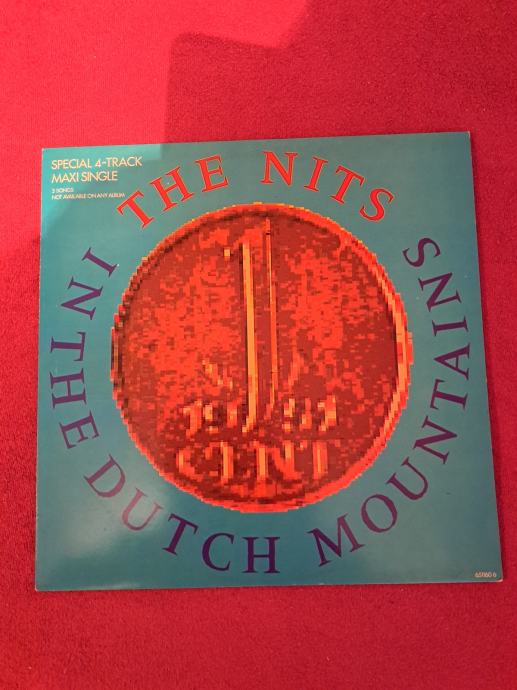 SPECIAL 4-TRACK
MAXI SINGLE
3 SONGS
NOT AVAILABLE ON ANY ALBUM
THE NITS
IN THE DUTCH MOUNTAINS
1
CENT